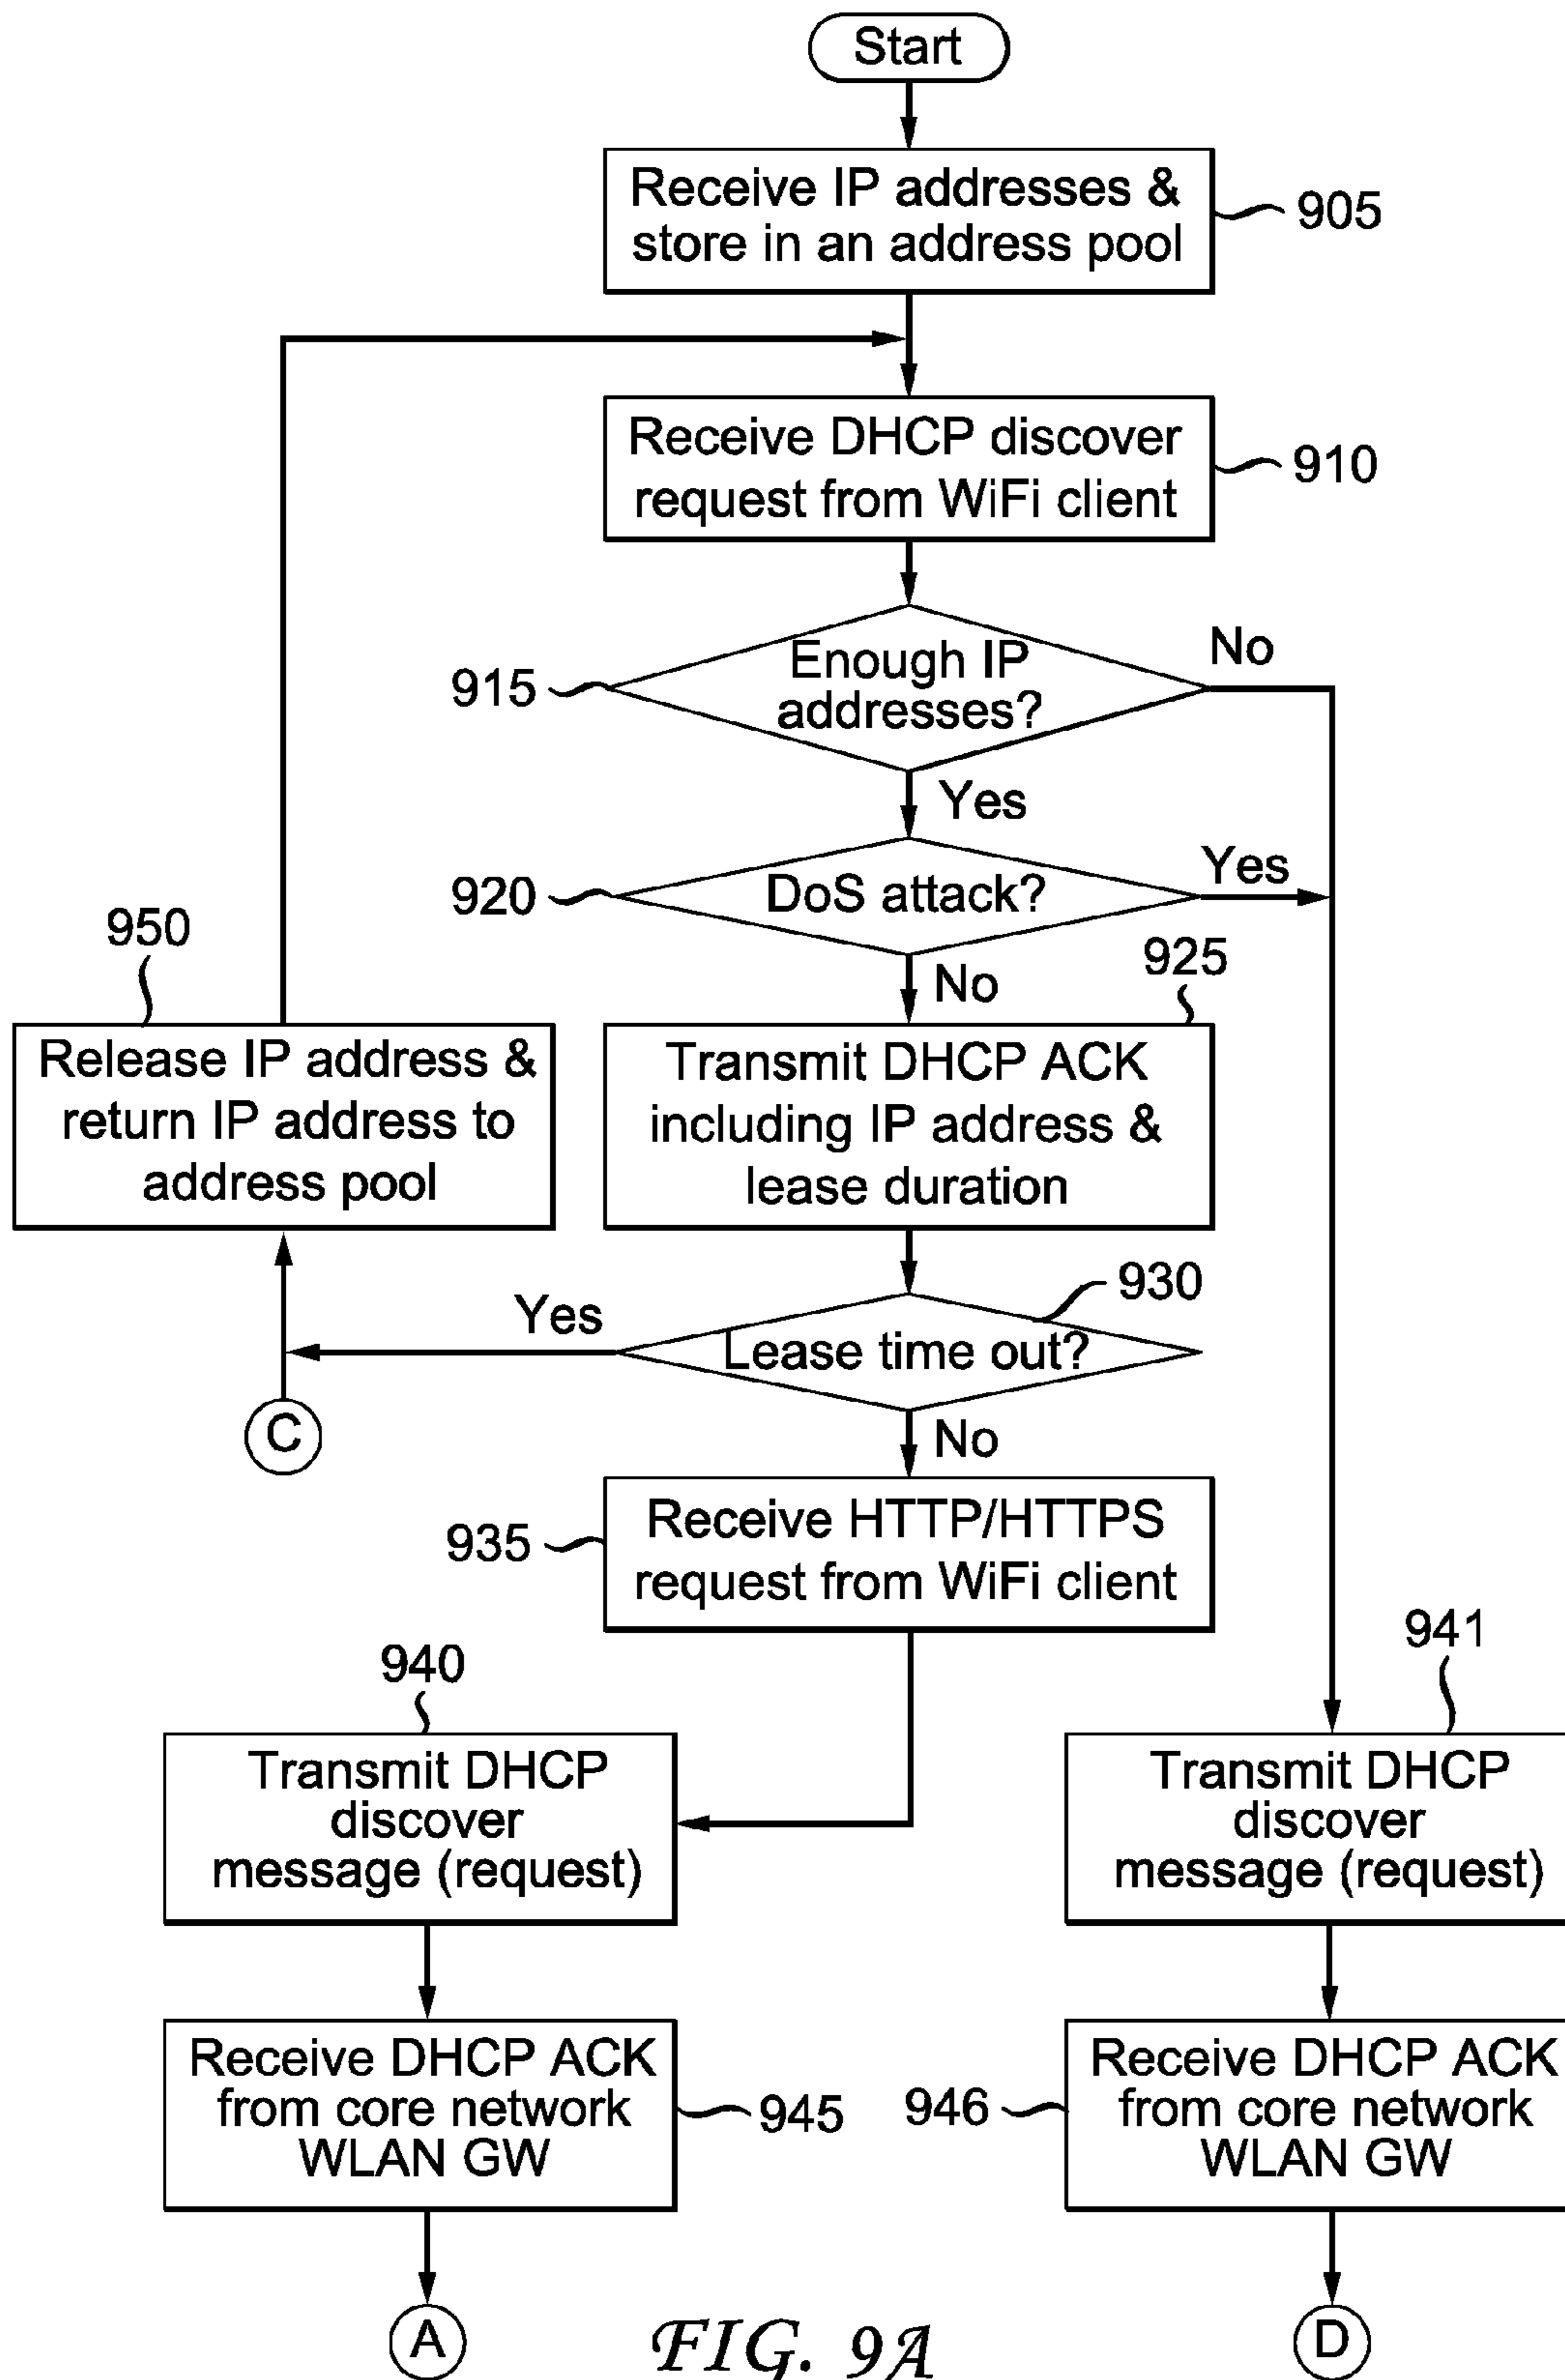 Start
Receive IP addresses &
store in an address pool
905
Receive DHCP discover
request from WiFi client
910
Enough IP
addresses?
915
No
Yes
DoS attack?
920
Yes
No
950
925
Release IP address &
return IP address to
address pool
Transmit DHCP ACK
including IP address &
lease duration
930
Yes
Lease time out?
C
No
935
Receive HTTP/HTTPS
request from WiFi client
940
941
Transmit DHCP
discover
message (request)
Transmit DHCP
discover
message (request)
Receive DHCP ACK
from core network
WLAN GW
945
946
Receive DHCP ACK
from core network
WLAN GW
A
D
FIG. 9A